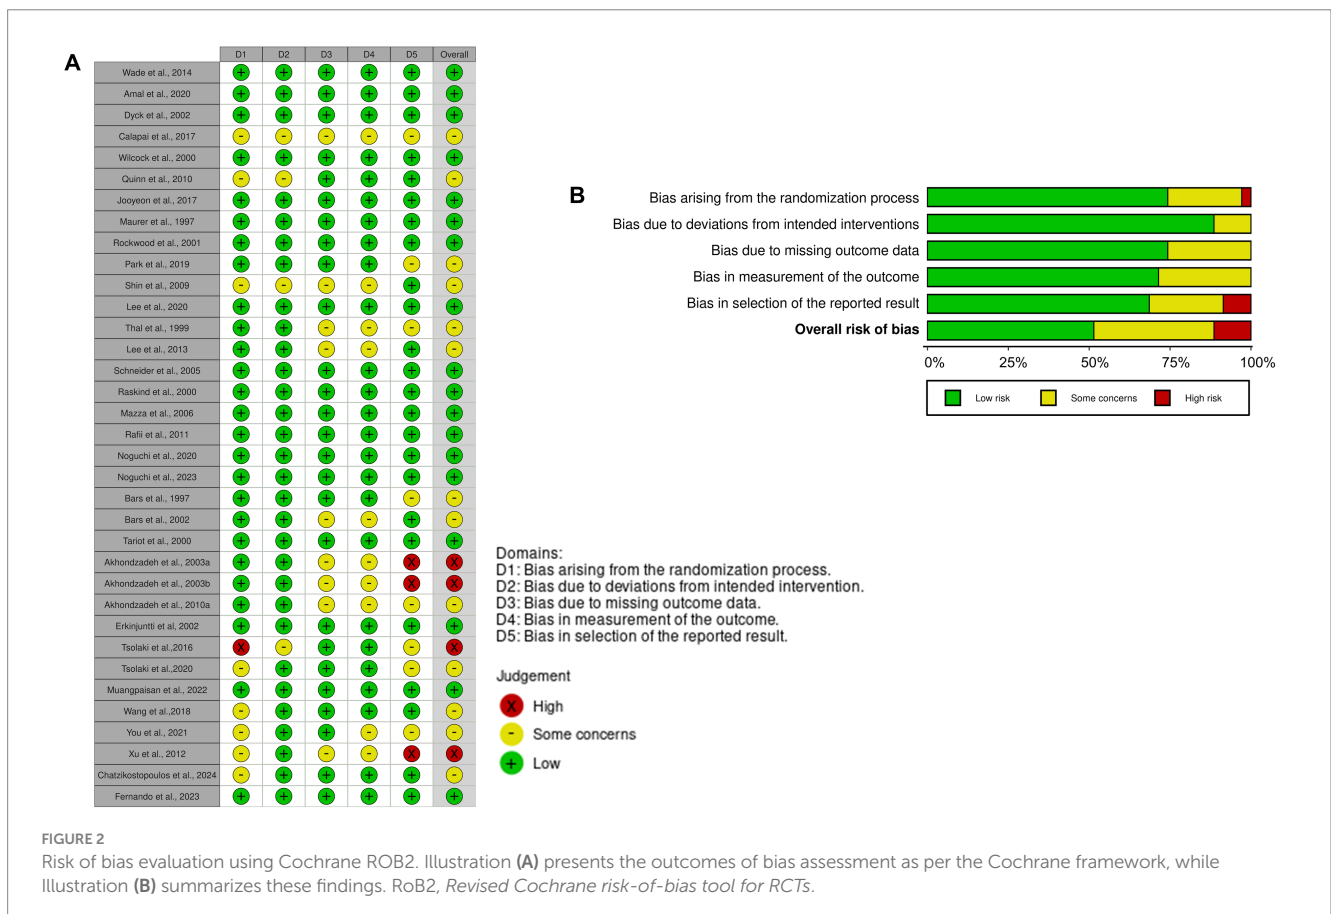 A
D1 D2 D3 D4 D5 Overall
Wade et al., 2014 + + + + + +
Amal et al., 2020 + + + + + +
Dyck et al., 2002 + + + + + +
Calapai et al., 2017 - - - - - -
Wilcock et al., 2000 + + + + + +
Quinn et al., 2010 - - + + + -
Jooyeon et al., 2017 + + + + + +
Maurer et al., 1997 + + + + + +
Rockwood et al., 2001 + + + + + +
Park et al., 2019 + + + + - -
Shin et al., 2009 - - - - + -
Lee et al., 2020 + + + + + +
Thal et al., 1999 + + - - - -
Lee et al., 2013 + + - - + -
Schneider et al., 2005 + + + + + +
Raskind et al., 2000 + + + + + +
Mazza et al., 2006 + + + + + +
Rafii et al., 2011 + + + + + +
Noguchi et al., 2020 + + + + + +
Noguchi et al., 2023 + + + + + +
Bars et al., 1997 + + + + - -
Bars et al., 2002 + + - - + -
Tariot et al., 2000 + + + + + +
Akhondzadeh et al., 2003a + + - - X X
Akhondzadeh et al., 2003b + + - - X X
Akhondzadeh et al., 2010a + + - - - -
Erkinjuntti et al, 2002 + + + + + +
Tsolaki et al.,2016 X - + + - X
Tsolaki et al.,2020 - + + + - -
Muangpaisan et al., 2022 + + + + + +
Wang et al.,2018 - + + + + -
You et al., 2021 - + + - - -
Xu et al., 2012 - + - - X X
Chatzikostopoulos et al., 2024 - + + + + -
Fernando et al., 2023 + + + + + +
B
Bias arising from the randomization process
Bias due to deviations from intended interventions
Bias due to missing outcome data
Bias in measurement of the outcome
Bias in selection of the reported result
Overall risk of bias
0% 25% 50% 75% 100%
Low risk Some concerns High risk
Domains:
D1: Bias arising from the randomization process.
D2: Bias due to deviations from intended intervention.
D3: Bias due to missing outcome data.
D4: Bias in measurement of the outcome.
D5: Bias in selection of the reported result.
Judgement
X High
- Some concerns
+ Low
FIGURE 2
Risk of bias evaluation using Cochrane ROB2. Illustration (A) presents the outcomes of bias assessment as per the Cochrane framework, while
Illustration (B) summarizes these findings. RoB2, Revised Cochrane risk-of-bias tool for RCTs.